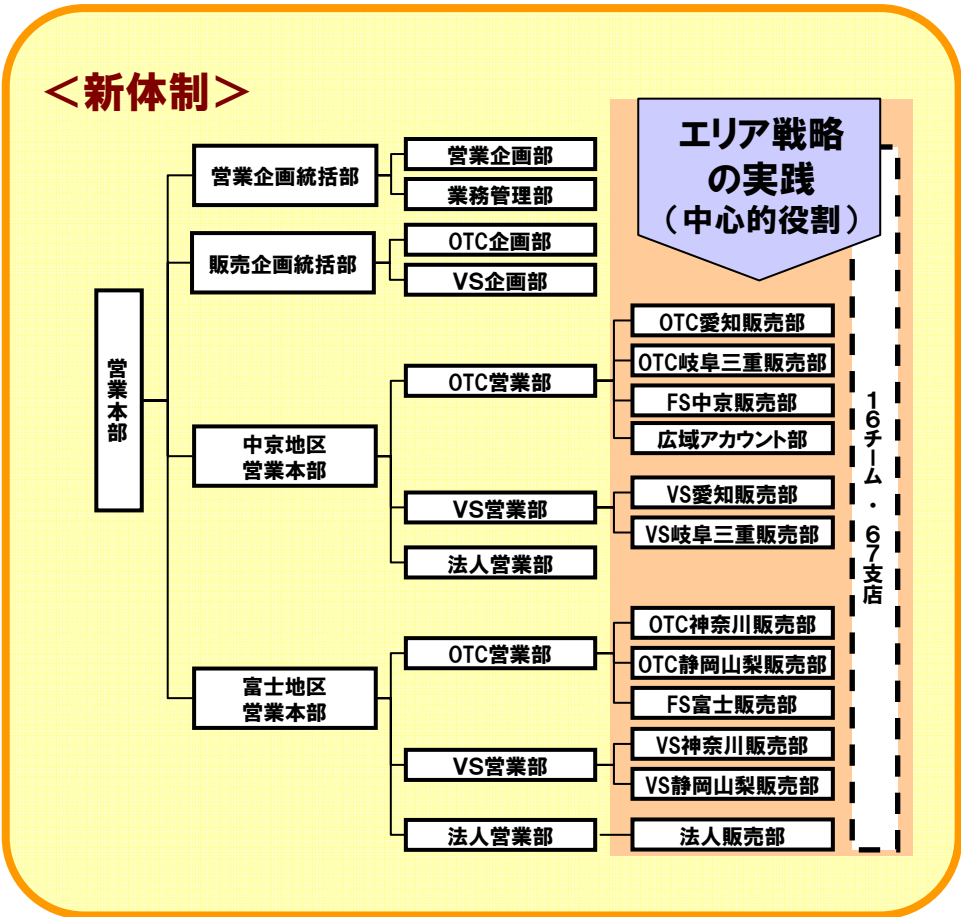 ＜新体制＞
エリア戦略
の実践
（中心的役割）
営業本部
営業企画統括部
営業企画部
業務管理部
販売企画統括部
OTC企画部
VS企画部
中京地区
営業本部
OTC営業部
OTC愛知販売部
OTC岐阜三重販売部
FS中京販売部
広域アカウント部
VS営業部
VS愛知販売部
VS岐阜三重販売部
法人営業部
富士地区
営業本部
OTC営業部
OTC神奈川販売部
OTC静岡山梨販売部
FS富士販売部
VS営業部
VS神奈川販売部
VS静岡山梨販売部
法人営業部
法人販売部
16チーム・67支店